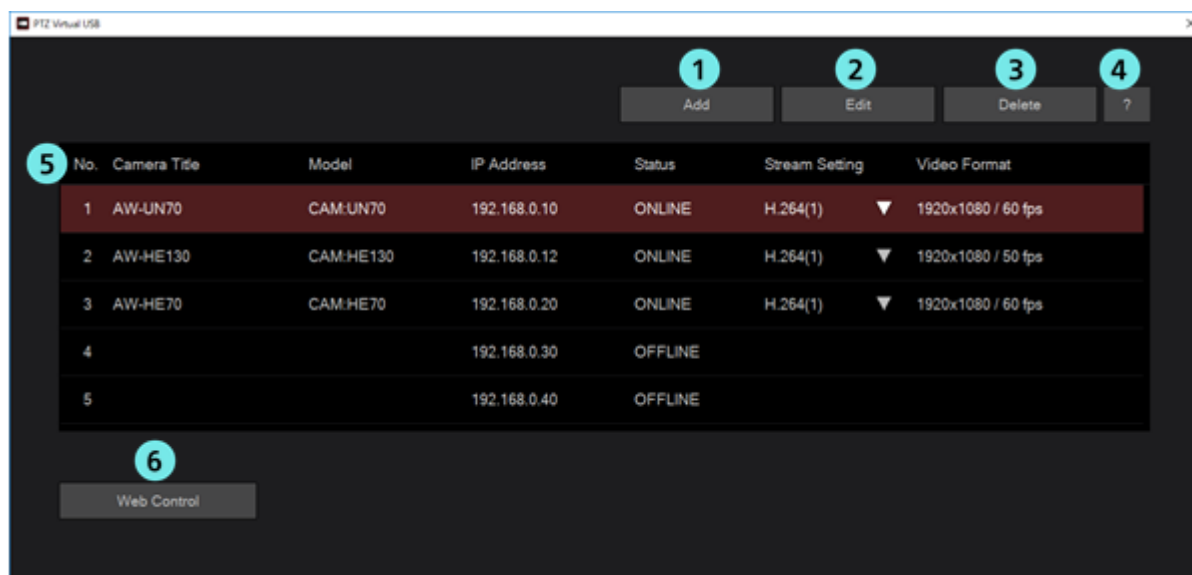 PTZ Virtual USB
1 2 3 4
Add Edit Delete ?
5 No. Camera Title Model IP Address Status Stream Setting Video Format
1 AW-UN70 CAM:UN70 192.168.0.10 ONLINE H.264(1) ▼ 1920x1080 / 60 fps
2 AW-HE130 CAM:HE130 192.168.0.12 ONLINE H.264(1) ▼ 1920x1080 / 50 fps
3 AW-HE70 CAM:HE70 192.168.0.20 ONLINE H.264(1) ▼ 1920x1080 / 60 fps
4 192.168.0.30 OFFLINE
5 192.168.0.40 OFFLINE
6
Web Control